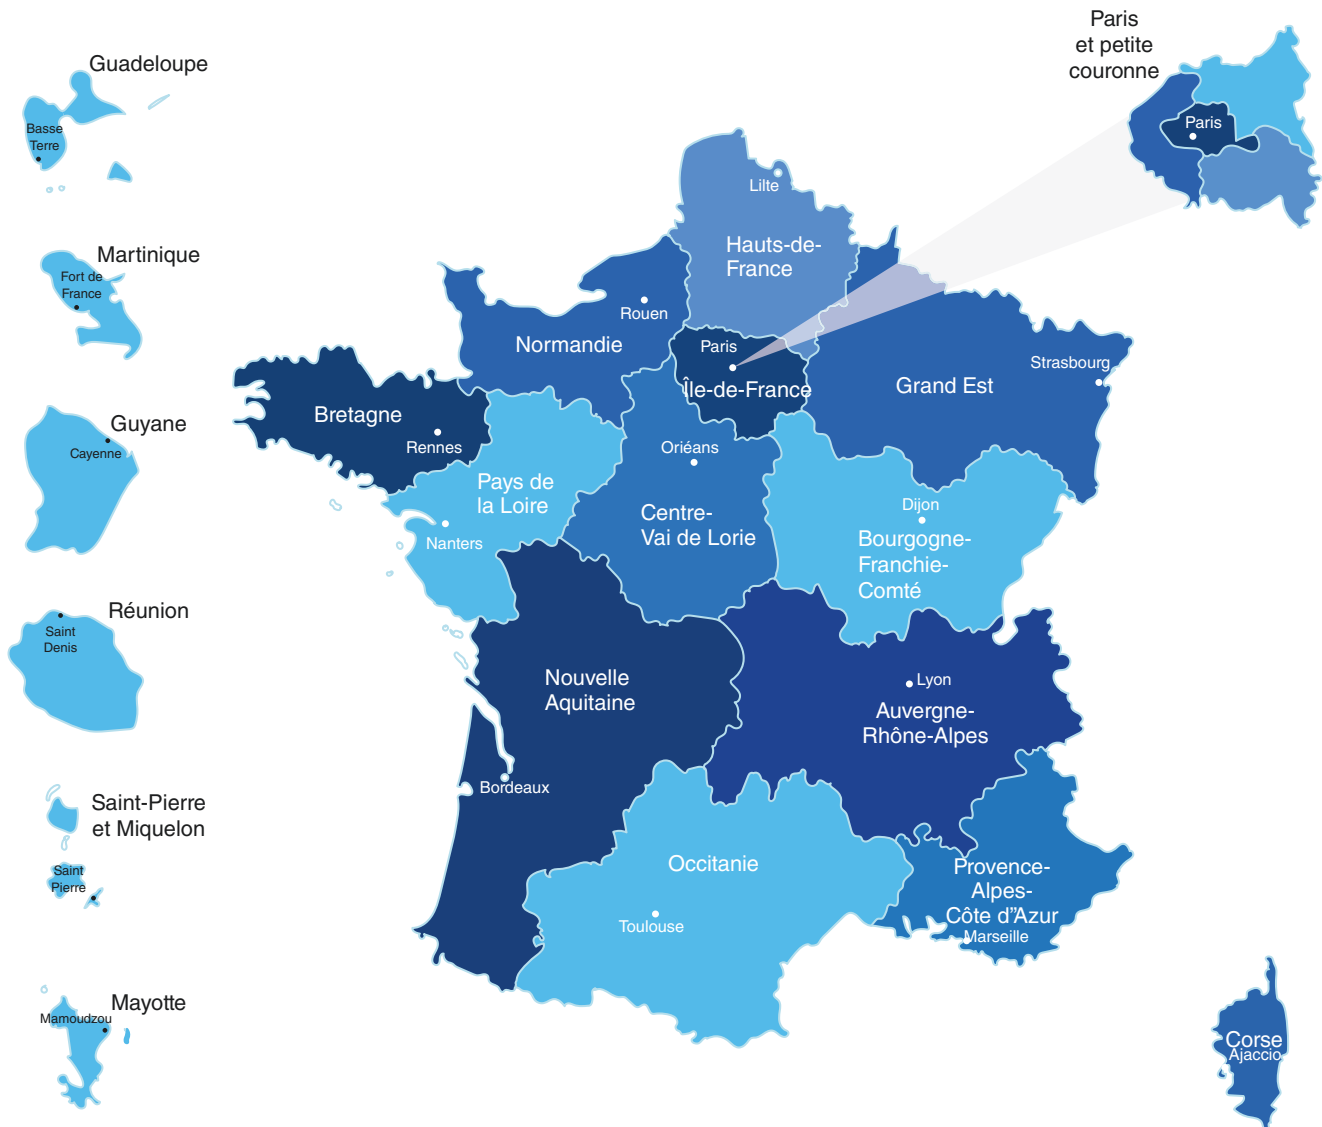 Paris
et petite
couronne
Paris
Guadeloupe
Basse
Terre
Martinique
Fort de
France
Guyane
Cayenne
Réunion
Saint
Denis
Saint-Pierre
et Miquelon
Saint
Pierre
Mayotte
Mamoudzou
Lilte
Hauts-de-
France
Rouen
Normandie
Paris
Île-de-France
Strasbourg
Grand Est
Bretagne
Rennes
Pays de
la Loire
Nanters
Oriéans
Centre-
Vai de Lorie
Dijon
Bourgogne-
Franchie-
Comté
Nouvelle
Aquitaine
Bordeaux
Lyon
Auvergne-
Rhône-Alpes
Occitanie
Toulouse
Provence-
Alpes-
Côte d"Azur
Marseille
Corse
Ajaccio